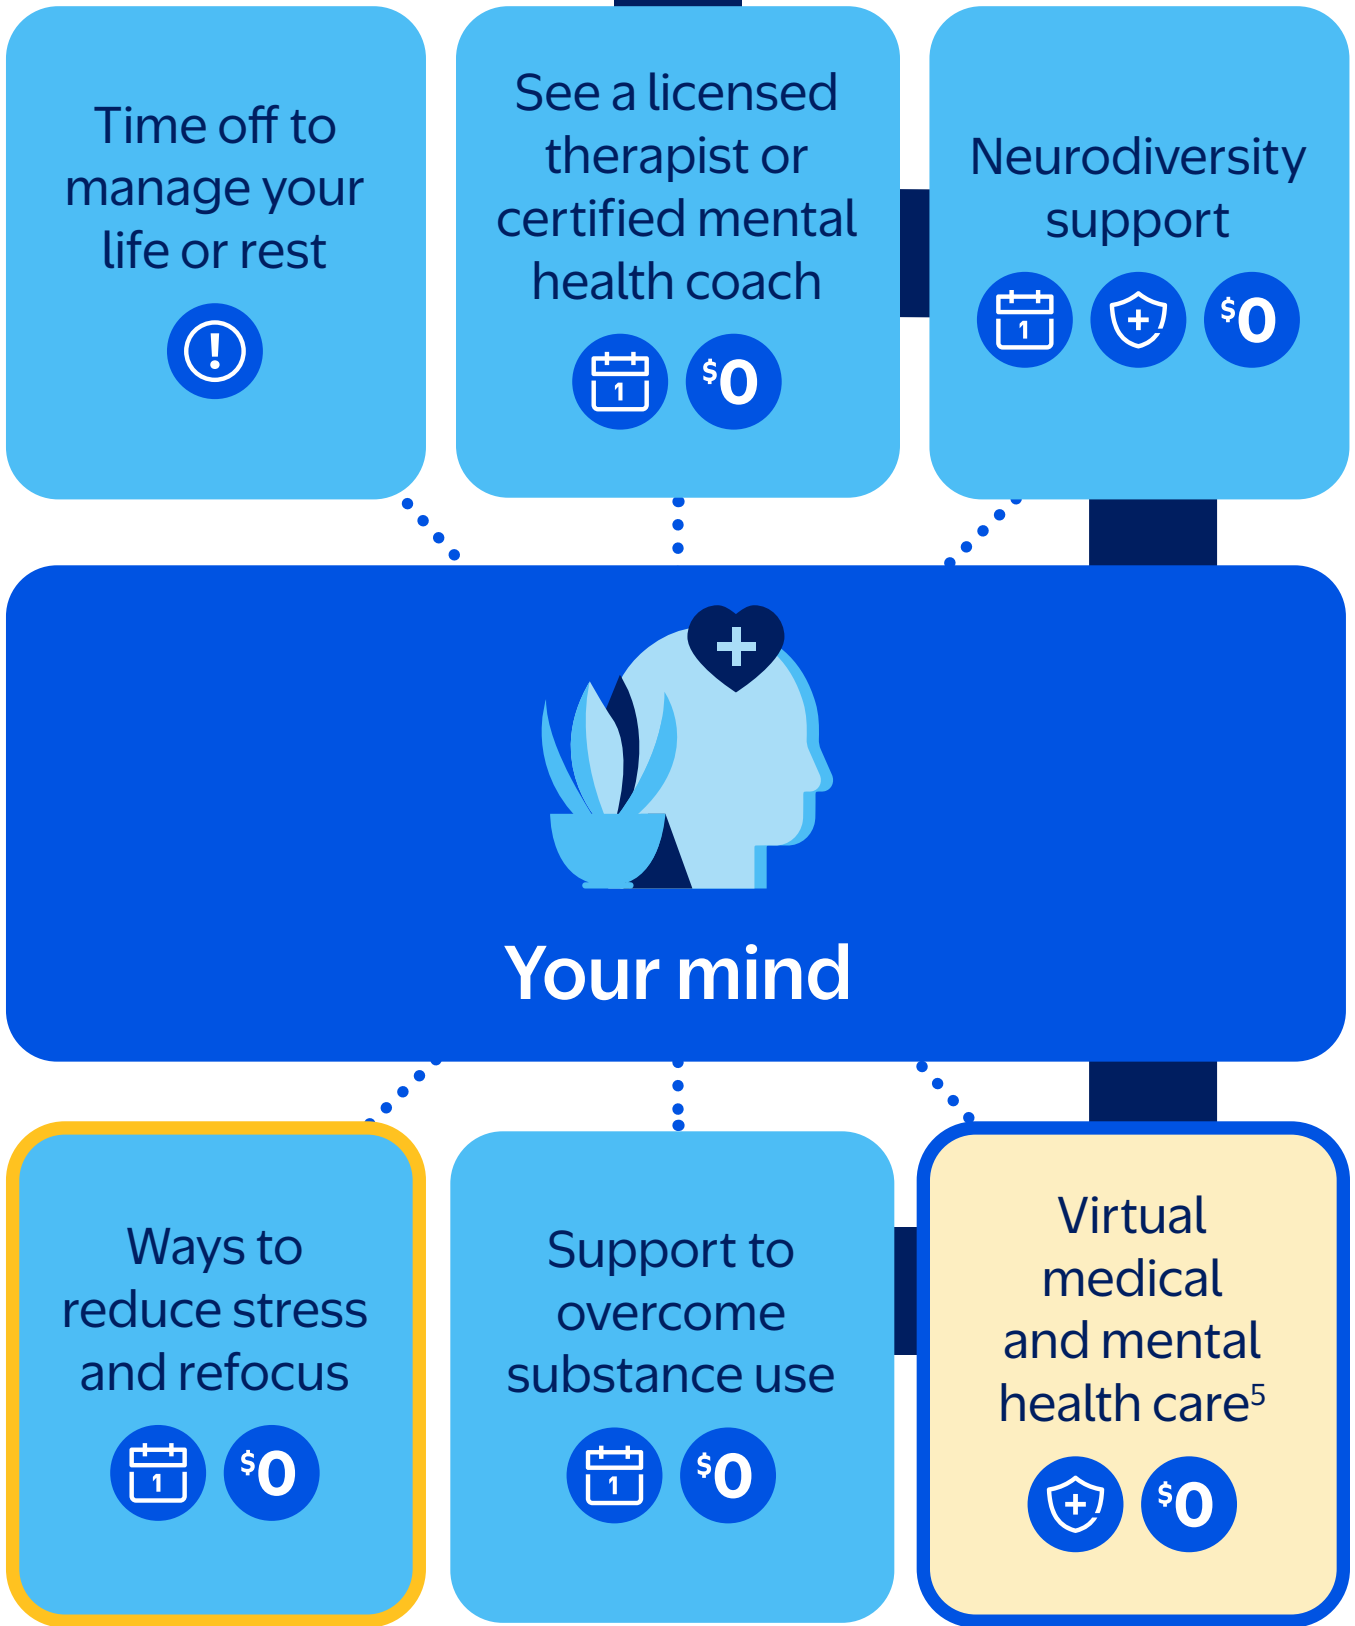 Time off to
manage your
life or rest
!
See a licensed
therapist or
certified mental
health coach
1
$0
Neurodiversity
support
1
$0
Your mind
Ways to
reduce stress
and refocus
1
$0
Support to
overcome
substance use
1
$0
Virtual
medical
and mental
health care5
$0